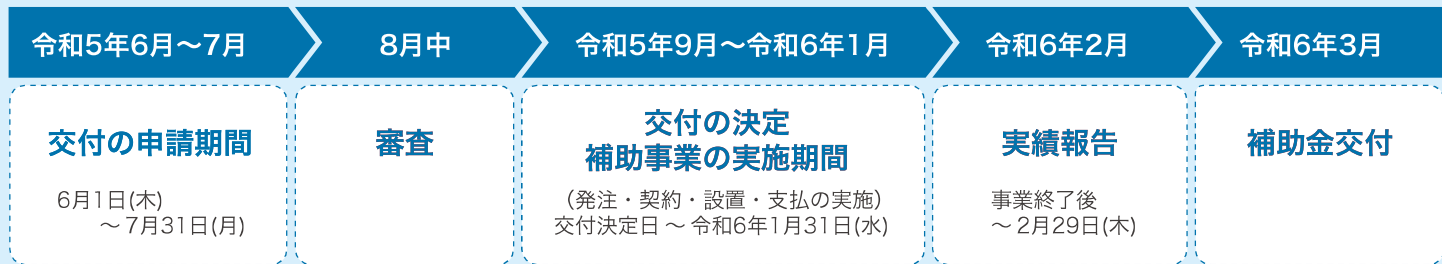 令和5年6月〜7月
8月中
令和5年9月〜令和6年1月
令和6年2月
令和6年3月
交付の申請期間
6月1日(木)
〜 7月31日(月)
審査
交付の決定
補助事業の実施期間
（発注・契約・設置・支払の実施）
交付決定日 〜 令和6年1月31日(水)
実績報告
事業終了後
〜 2月29日(木)
補助金交付